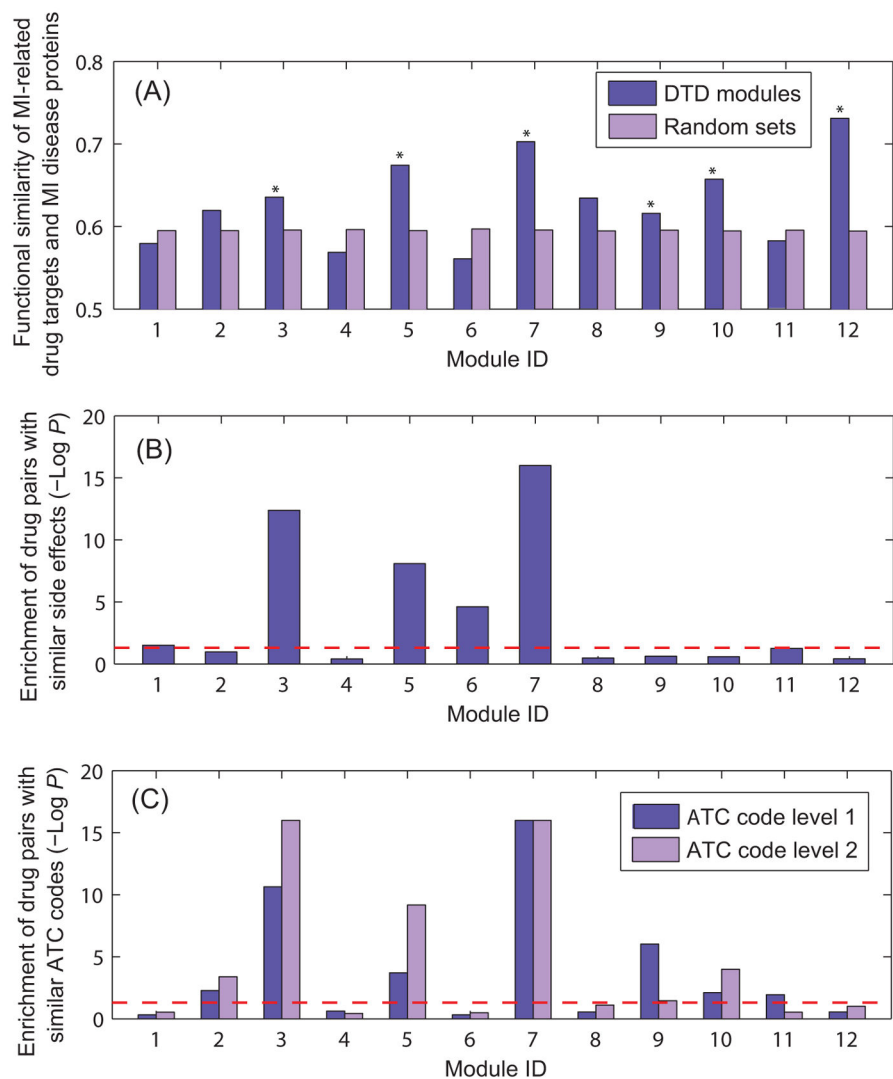 Functional similarity of MI-related
drug targets and MI disease proteins
(A)
DTD modules
Random sets
0.8
0.7
0.6
0.5
* * * * * *
1 2 3 4 5 6 7 8 9 10 11 12
Module ID
Enrichment of drug pairs with
similar side effects (−Log P)
(B)
20
15
10
5
0
1 2 3 4 5 6 7 8 9 10 11 12
Module ID
Enrichment of drug pairs with
similar ATC codes (−Log P)
(C)
ATC code level 1
ATC code level 2
20
15
10
5
0
1 2 3 4 5 6 7 8 9 10 11 12
Module ID